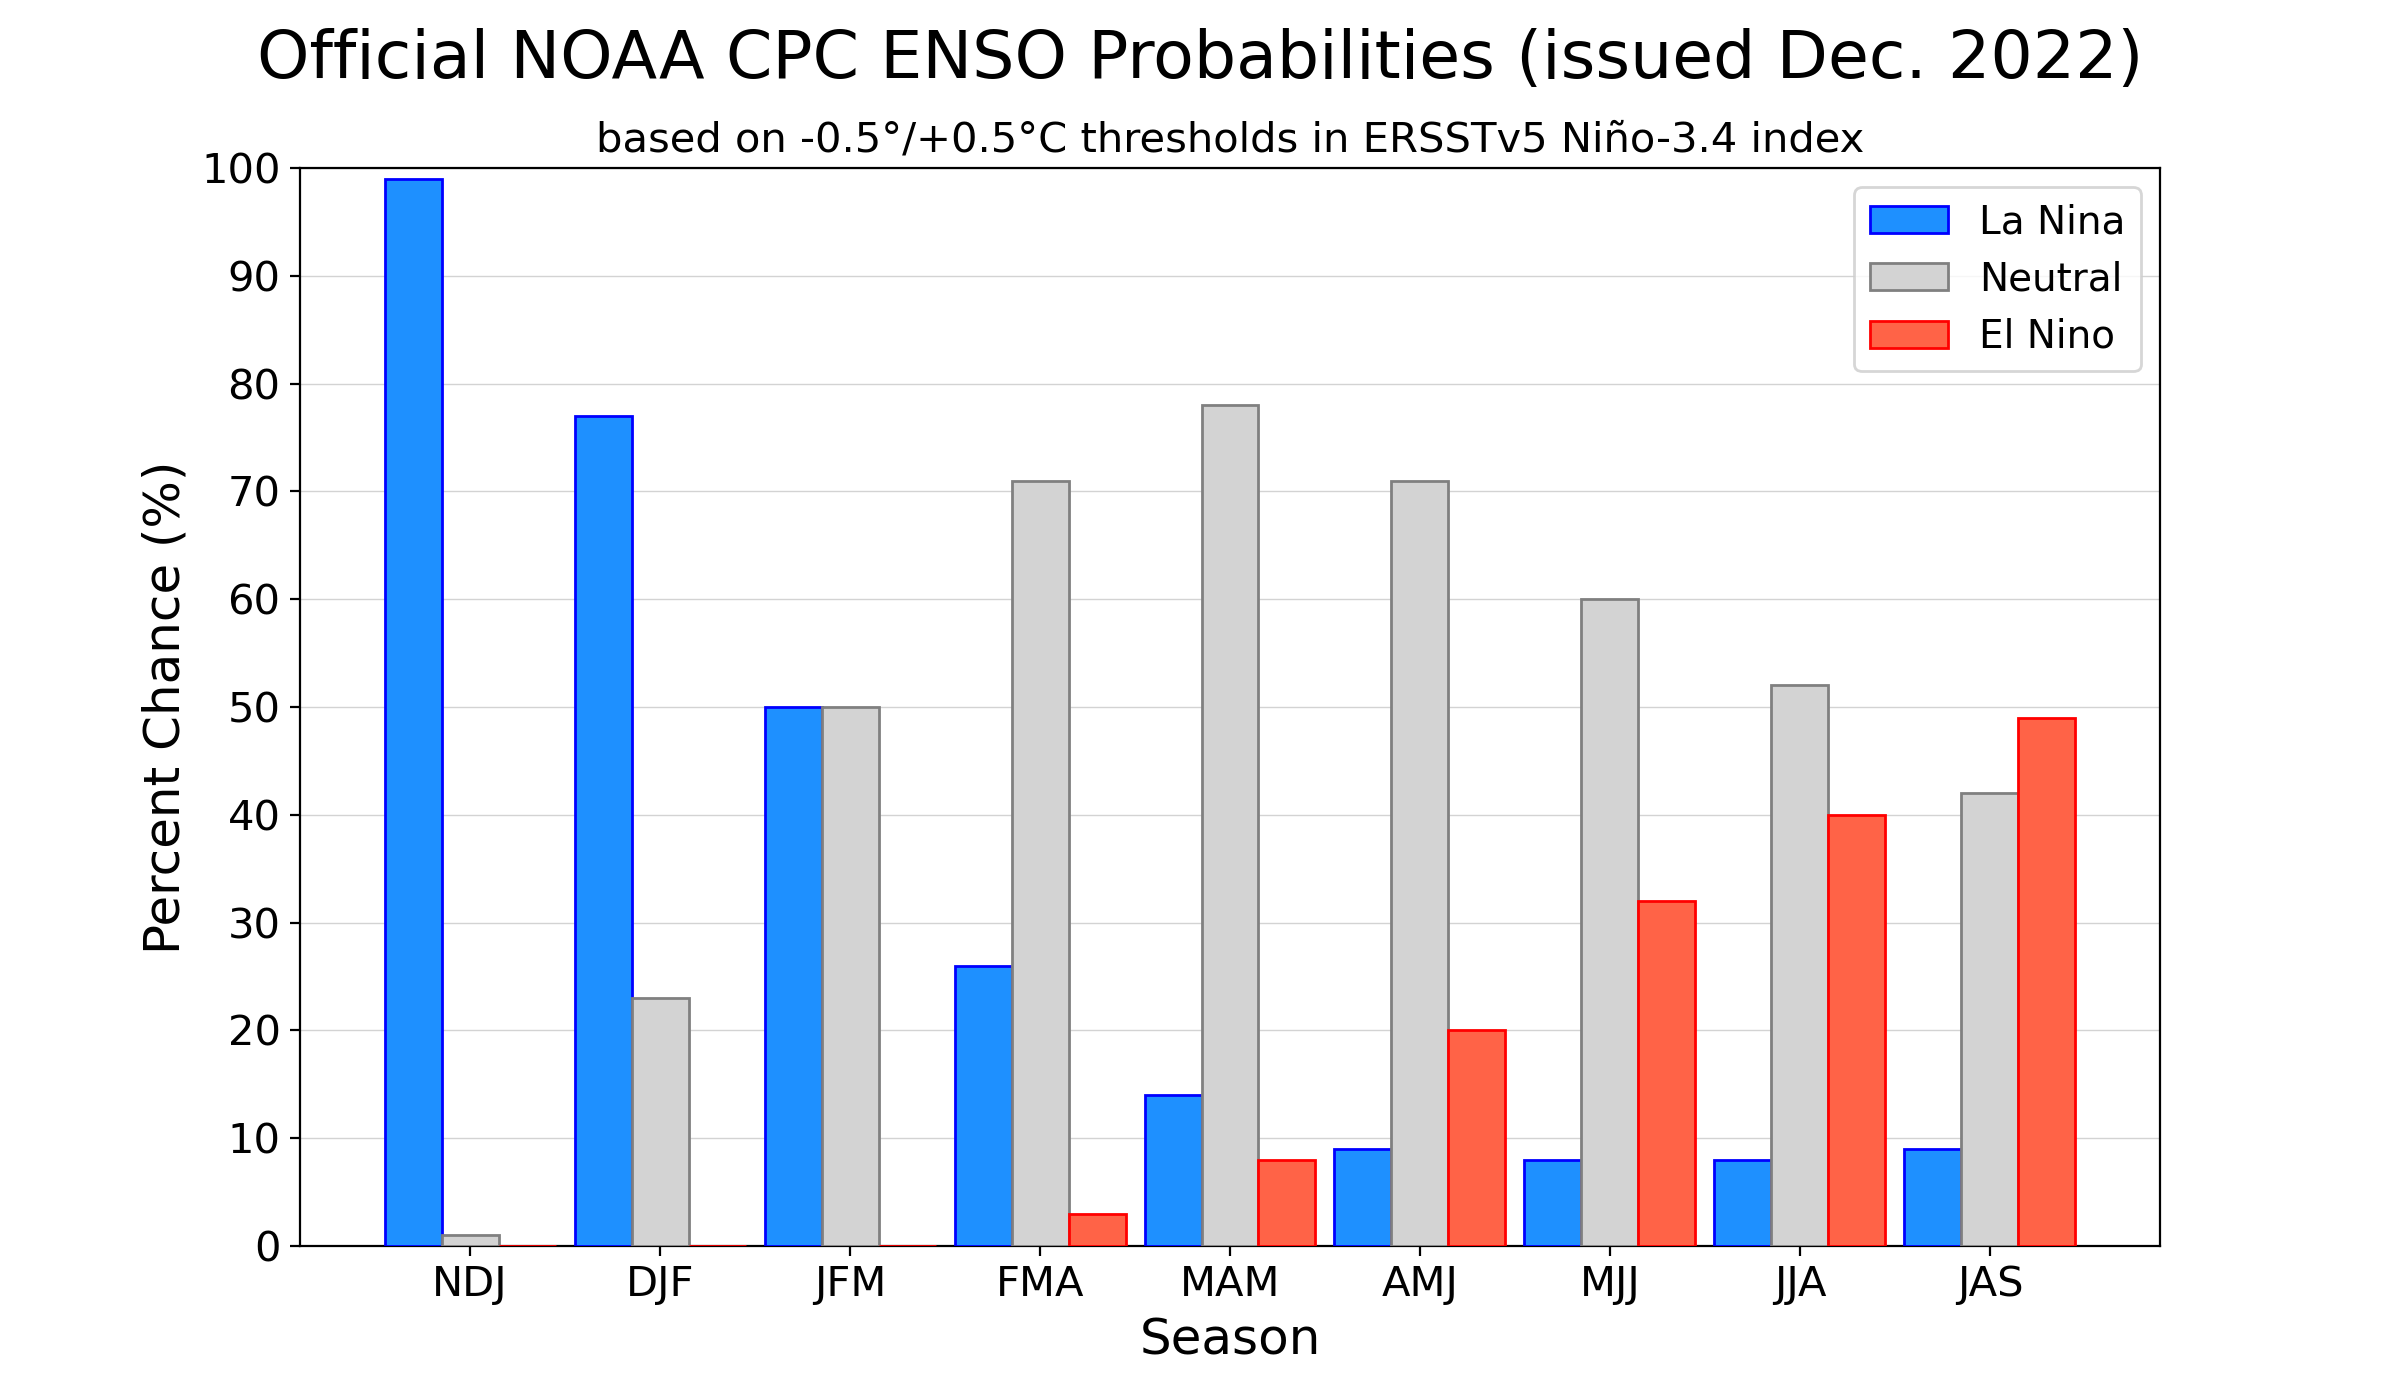 Official NOAA CPC ENSO Probabilities (issued Dec. 2022)
based on -0.5°/+0.5°C thresholds in ERSSTv5 Niño-3.4 index
La Nina
Neutral
El Nino
Percent Chance (%)
100
90
80
70
60
50
40
30
20
10
0
NDJ DJF JFM FMA MAM AMJ MJJ JJA JAS
Season